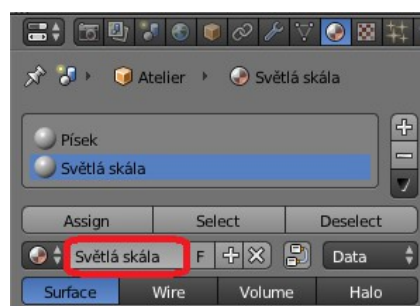 Atelier Světlá skála
Písek
Světlá skála
Assign Select Deselect
Světlá skála F Data
Surface Wire Volume Halo